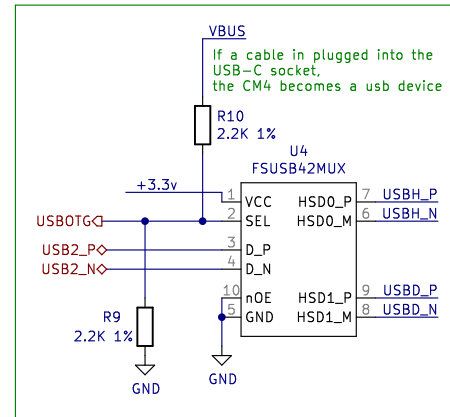 VBUS
If a cable in plugged into the
USB-C socket,
the CM4 becomes a usb device
R10
2.2K 1%
U4
FSUSB42MUX
+3.3v
1 VCC HSD0_P 7 USBH_P
USBOTG 2 SEL HSD0_M 6 USBH_N
USB2_P 3 D_P
USB2_N 4 D_N
10 nOE HSD1_P 9 USBD_P
5 GND HSD1_M 8 USBD_N
R9
2.2K 1%
GND
GND